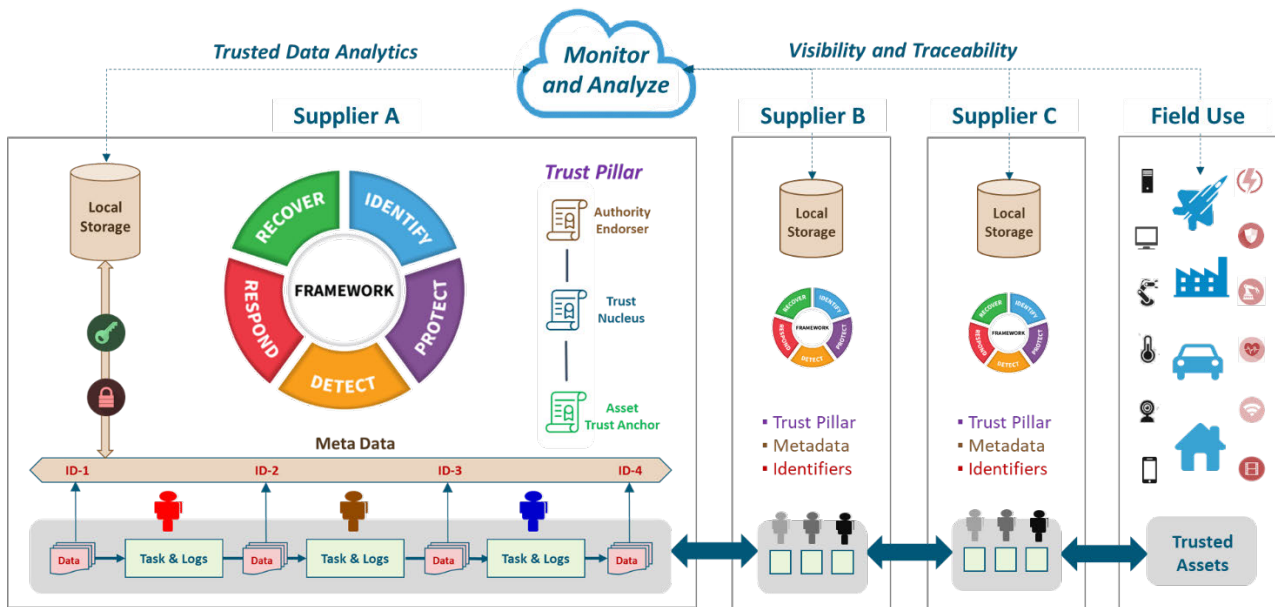 Trusted Data Analytics
Monitor
and Analyze
Visibility and Traceability
Supplier A
Supplier B
Supplier C
Field Use
Local
Storage
RECOVER
IDENTIFY
PROTECT
DETECT
RESPOND
FRAMEWORK
Trust Pillar
Authority
Endorser
Trust
Nucleus
Asset
Trust Anchor
Meta Data
ID-1
ID-2
ID-3
ID-4
Data
Task & Logs
Data
Task & Logs
Data
Task & Logs
Data
Local
Storage
RECOVER
IDENTIFY
PROTECT
DETECT
RESPOND
FRAMEWORK
▪ Trust Pillar
▪ Metadada
▪ Identifiers
Local
Storage
RECOVER
IDENTIFY
PROTECT
DETECT
RESPOND
FRAMEWORK
▪ Trust Pillar
▪ Metadada
▪ Identifiers
Trusted
Assets